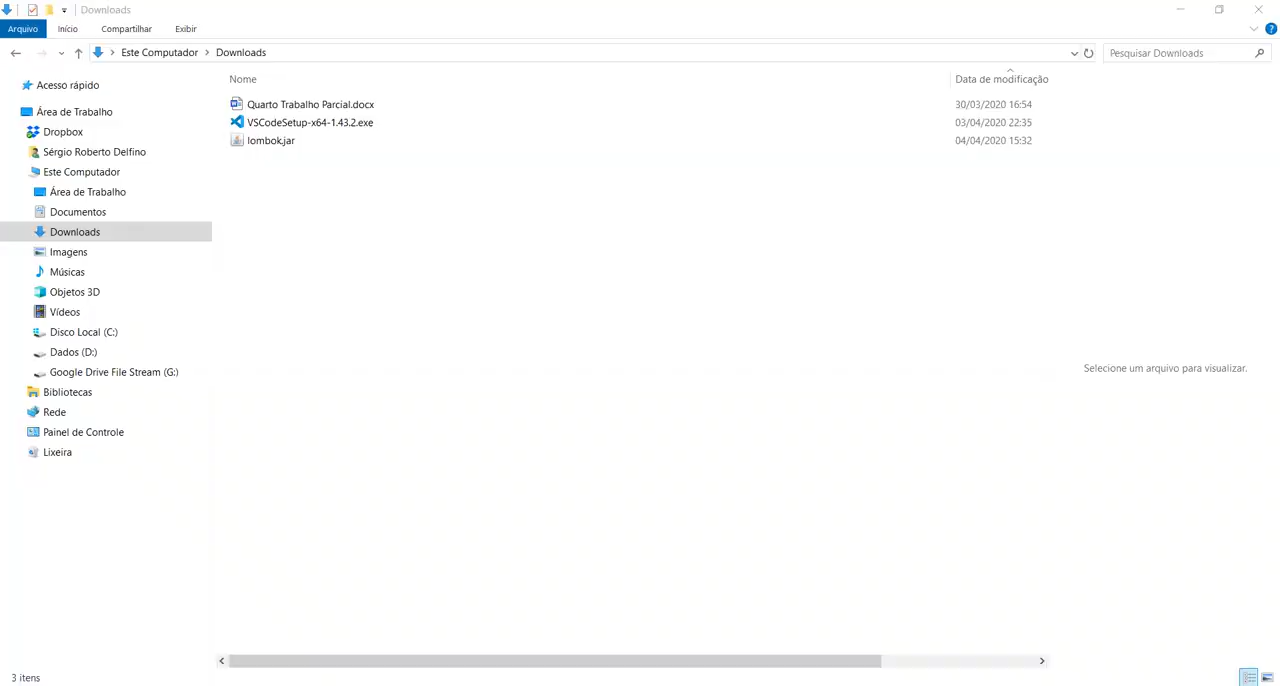 Downloads
Arquivo Início Compartilhar Exibir
Este Computador Downloads Pesquisar Downloads
Nome Data de modificação
Quarto Trabalho Parcial.docx 30/03/2020 16:54
VSCodeSetup-x64-1.43.2.exe 03/04/2020 22:35
lombok.jar 04/04/2020 15:32
Acesso rápido
Área de Trabalho
Dropbox
Sérgio Roberto Delfino
Este Computador
Área de Trabalho
Documentos
Downloads
Imagens
Músicas
Objetos 3D
Vídeos
Disco Local (C:)
Dados (D:)
Google Drive File Stream (G:)
Bibliotecas
Rede
Painel de Controle
Lixeira
Selecione um arquivo para visualizar.
3 itens